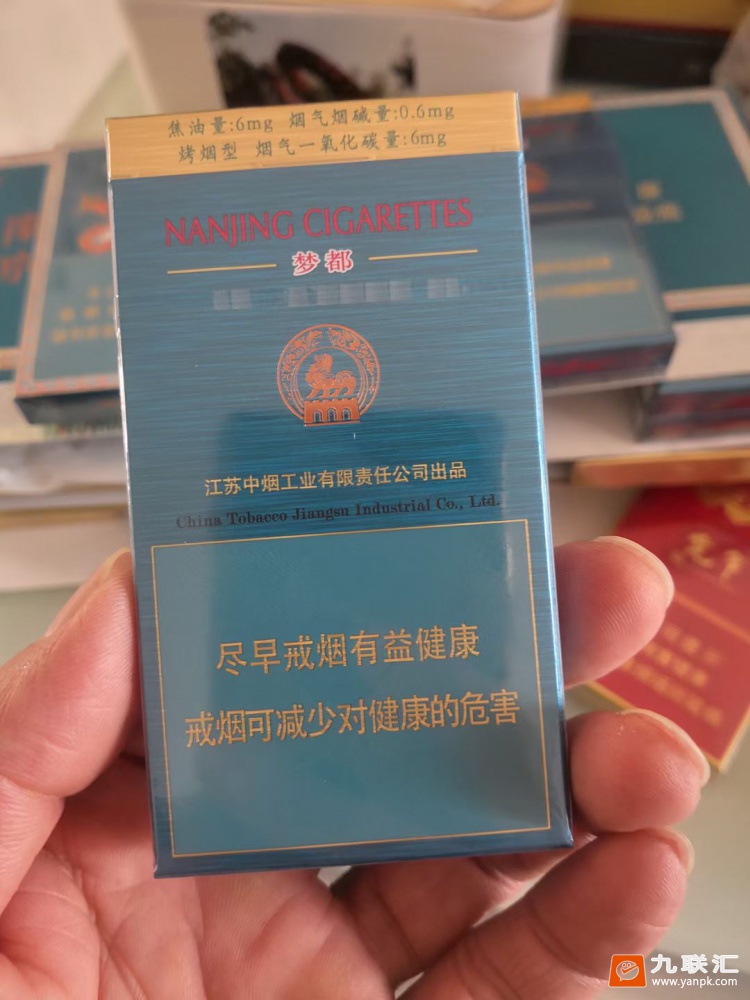 焦油量:6mg 烟气烟碱量:0.6mg
烤烟型 烟气一氧化碳量:6mg
NANJING CIGARETTES
梦都
江苏中烟工业有限责任公司出品
China Tobacco Jiangsu Industrial Co., Ltd.
尽早戒烟有益健康
戒烟可减少对健康的危害
九联汇
www.yanpk.com